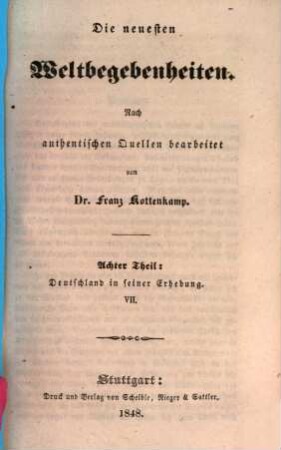 Die neuesten
Weltbegebenheiten.
Nach
authentischen Quellen bearbeitet
von
Dr. Franz Kottenkamp.
Achter Theil:
Deutschland in seiner Erhebung.
VII.
Stuttgart:
Druck und Verlag von Scheible, Rieger & Sattler.
1848.